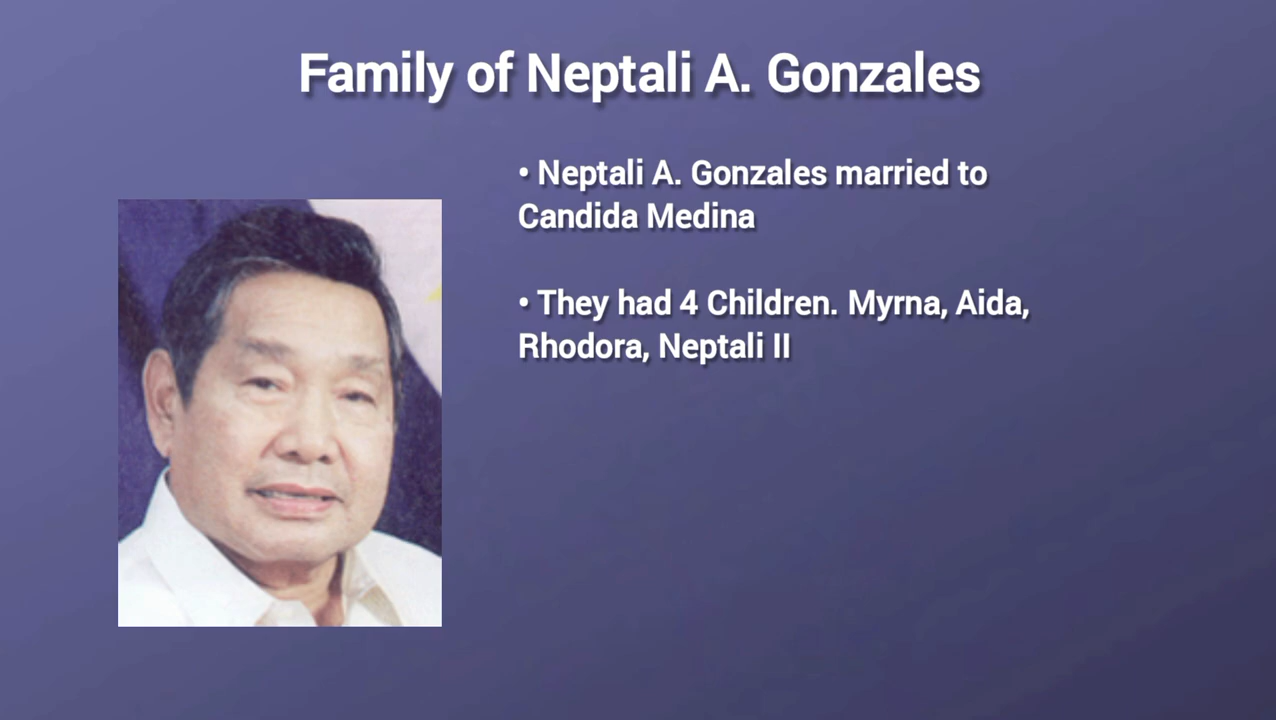 Family of Neptali A. Gonzales
• Neptali A. Gonzales married to
Candida Medina
• They had 4 Children. Myrna, Aida,
Rhodora, Neptali II